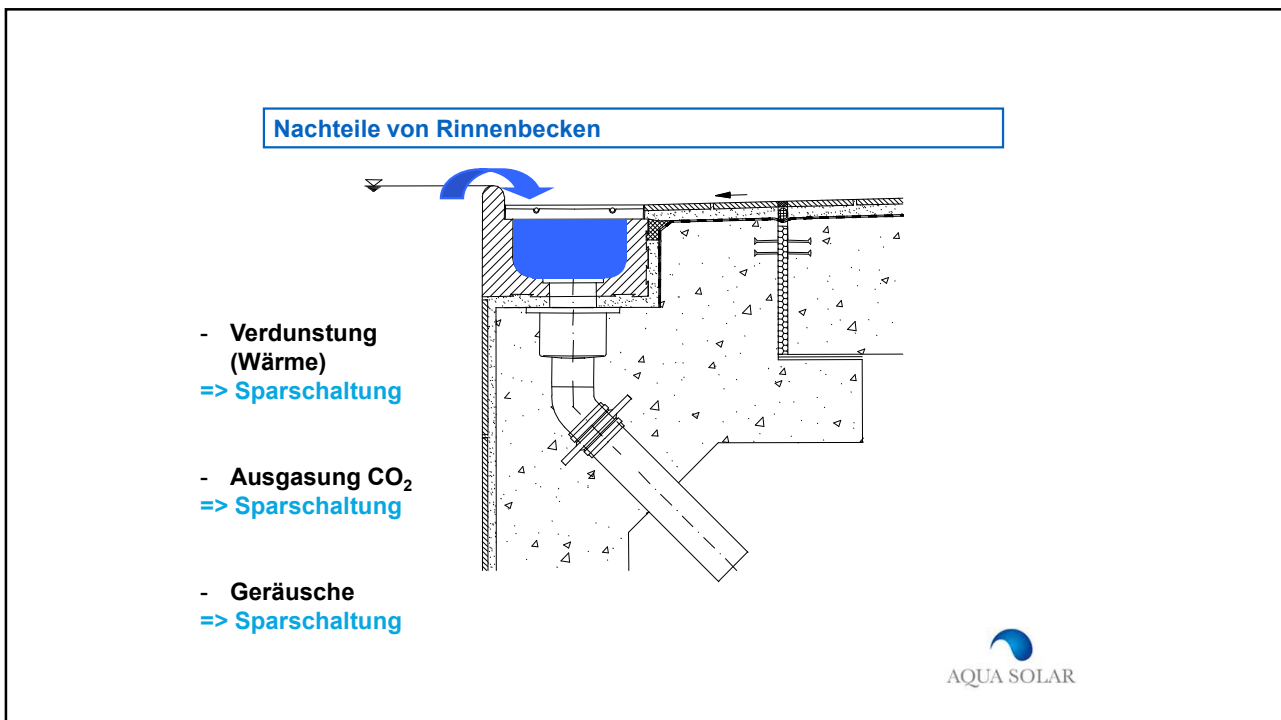 Nachteile von Rinnenbecken
- Verdunstung
(Wärme)
=> Sparschaltung
- Ausgasung CO₂
=> Sparschaltung
- Geräusche
=> Sparschaltung
AQUA SOLAR